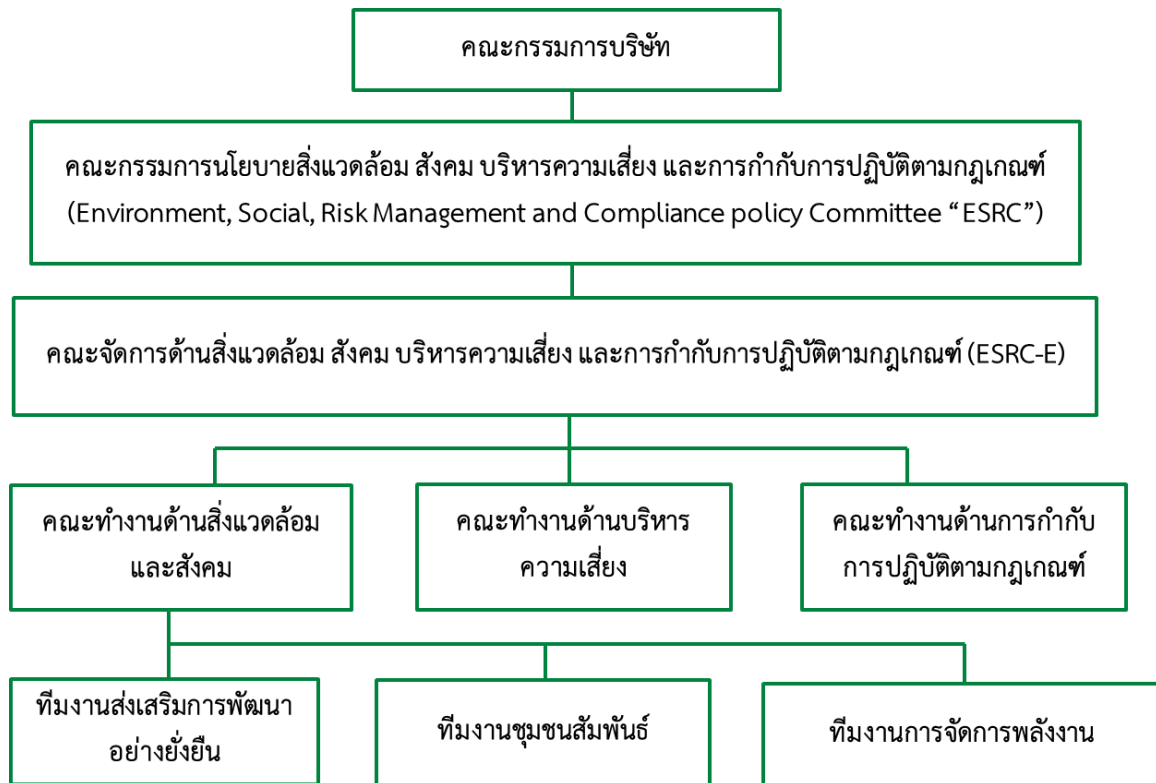 คณะกรรมการบริษัท
คณะกรรมการนโยบายสิ่งแวดล้อม สังคม บริหารความเสี่ยง และการกำกับการปฏิบัติตามกฎเกณฑ์
(Environment, Social, Risk Management and Compliance policy Committee “ESRC”)
คณะจัดการด้านสิ่งแวดล้อม สังคม บริหารความเสี่ยง และการกำกับการปฏิบัติตามกฎเกณฑ์ (ESRC-E)
คณะทำงานด้านสิ่งแวดล้อม
และสังคม
คณะทำงานด้านบริหาร
ความเสี่ยง
คณะทำงานด้านการกำกับ
การปฏิบัติตามกฎเกณฑ์
ทีมงานส่งเสริมการพัฒนา
อย่างยั่งยืน
ทีมงานชุมชนสัมพันธ์
ทีมงานการจัดการพลังงาน